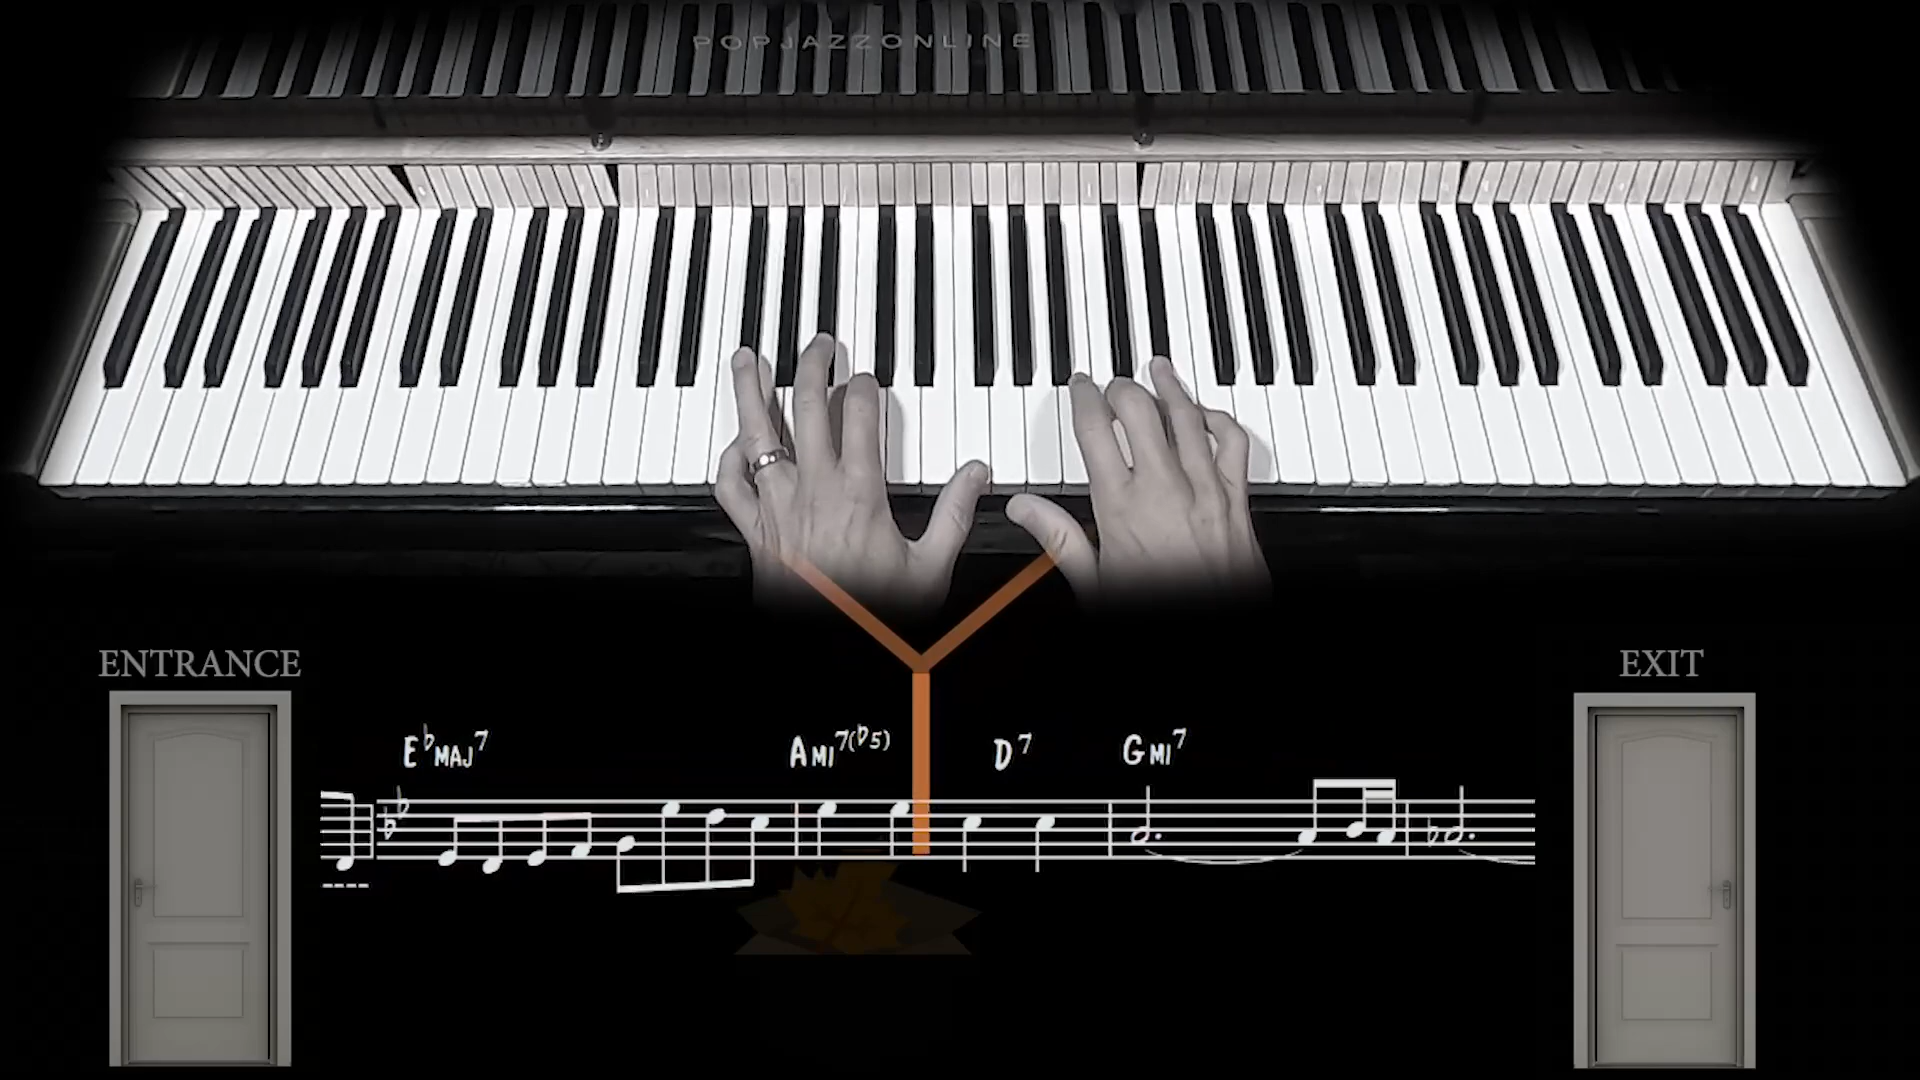 POPJAZZONLINE
ENTRANCE
EXIT
E♭MAJ7 AMI7(♭5) D7 GMI7